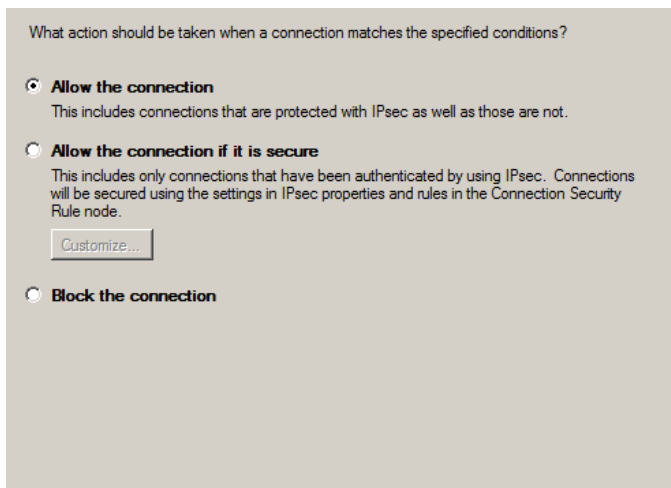 What action should be taken when a connection matches the specified conditions?
Allow the connection
This includes connections that are protected with IPsec as well as those are not.
Allow the connection if it is secure
This includes only connections that have been authenticated by using IPsec. Connections
will be secured using the settings in IPsec properties and rules in the Connection Security
Rule node.
Customize...
Block the connection